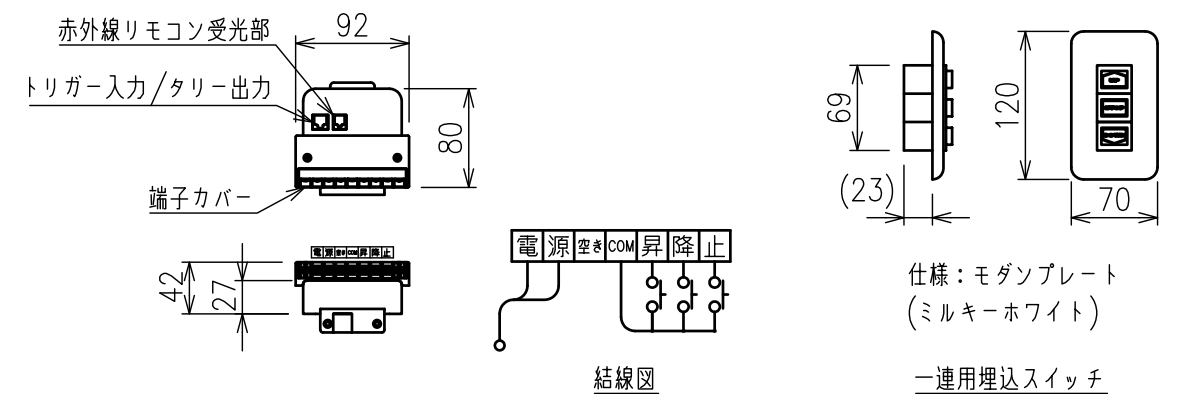 赤外線リモコン受光部
トリガー入力/タリー出力
端子カバー
92
80
電源空きCOM昇降止
42
27
電 源 空き COM 昇 降 止
結線図
69
(23)
120
70
仕様：モダンプレート
(ミルキーホワイト)
一連用埋込スイッチ